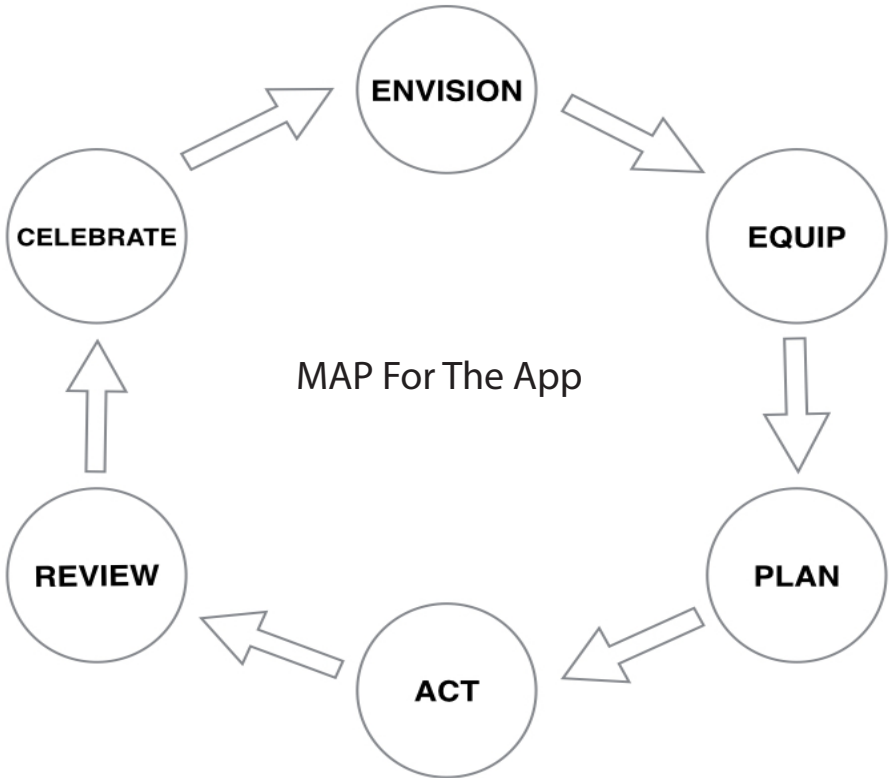 ENVISION
EQUIP
PLAN
ACT
REVIEW
CELEBRATE
MAP For The App